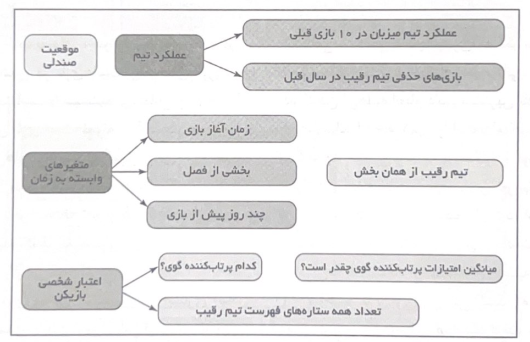 موقعیت
صندلی
عملکرد تیم
عملکرد تیم میزبان در ۱۰ بازی قبلی
بازی‌های حذفی تیم رقیب در سال قبل
متغیرهای
وابسته به زمان
زمان آغاز بازی
بخشی از فصل
چند روز پیش از بازی
تیم رقیب از همان بخش
اعتبار شخصی
بازیکن
کدام پرتاب‌کننده گوی؟
میانگین امتیازات پرتاب‌کننده گوی چقدر است؟
تعداد همه ستاره‌های فهرست تیم رقیب